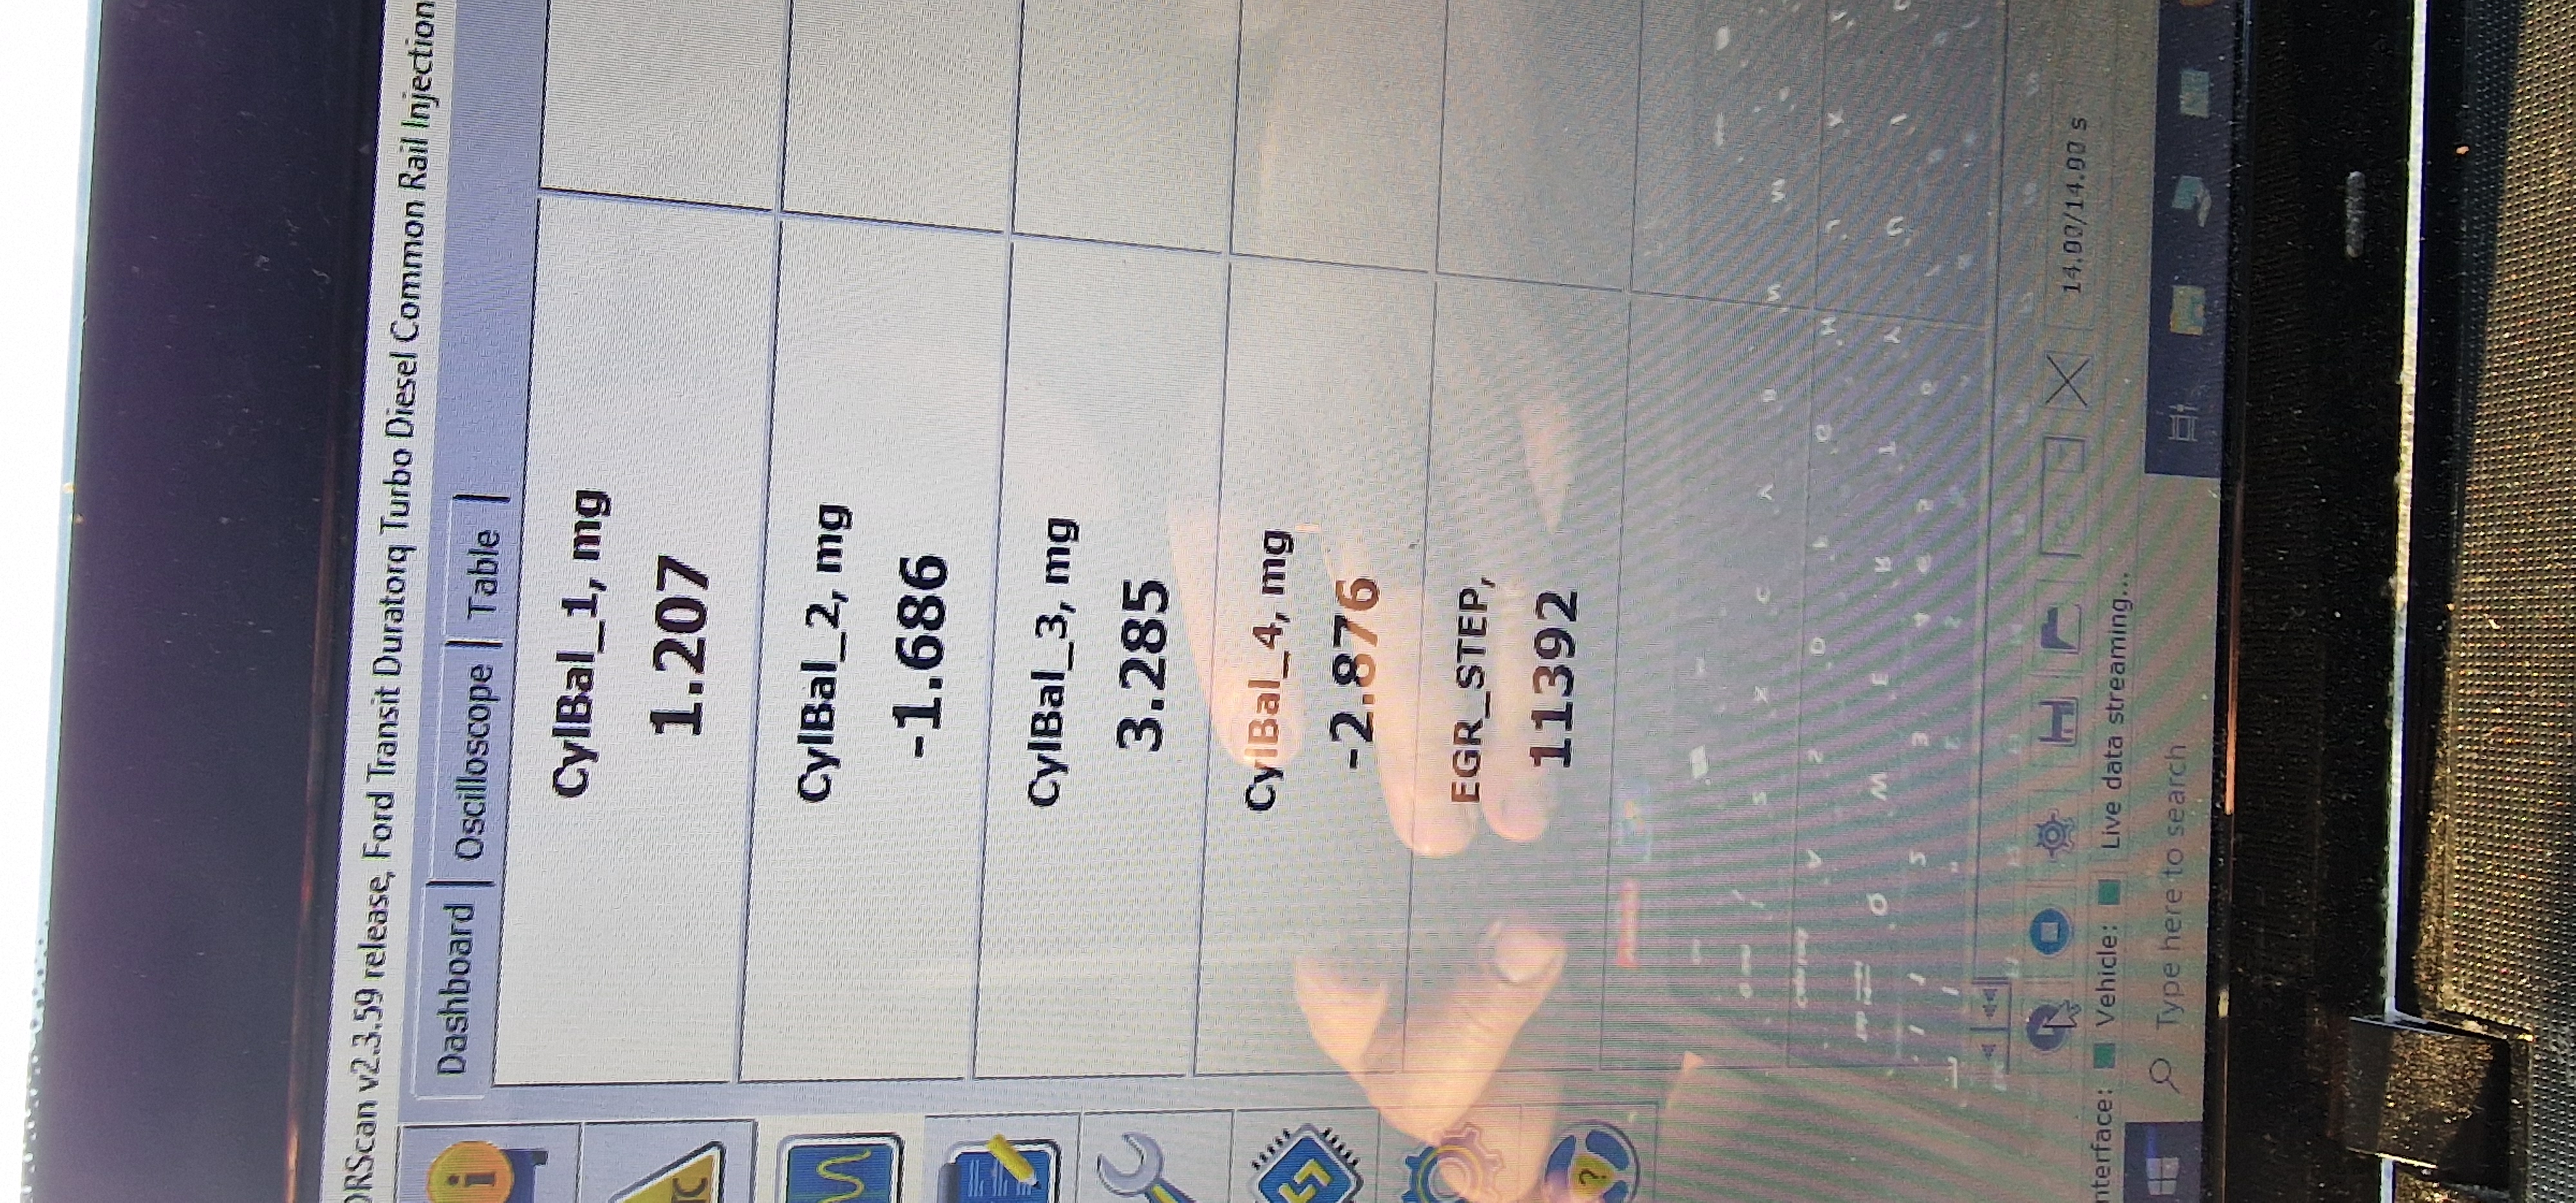 ORScan v2.3.59 release, Ford Transit Duratorq Turbo Diesel Common Rail Injection
Dashboard
Oscilloscope
Table
CylBal_1, mg
1.207
CylBal_2, mg
-1.686
CylBal_3, mg
3.285
CylBal_4, mg
-2.876
EGR_STEP,
11392
14.00/14.00 s
nterface:
Vehicle:
Live data streaming...
Type here to search